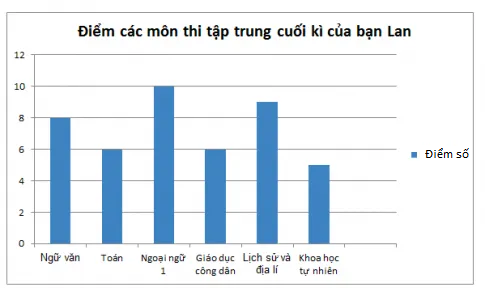 Điểm các môn thi tập trung cuối kì của bạn Lan
12
10
8
6
4
2
0
Ngữ văn
Toán
Ngoại ngữ
1
Giáo dục
công dân
Lịch sử và
địa lí
Khoa học
tự nhiên
Điểm số